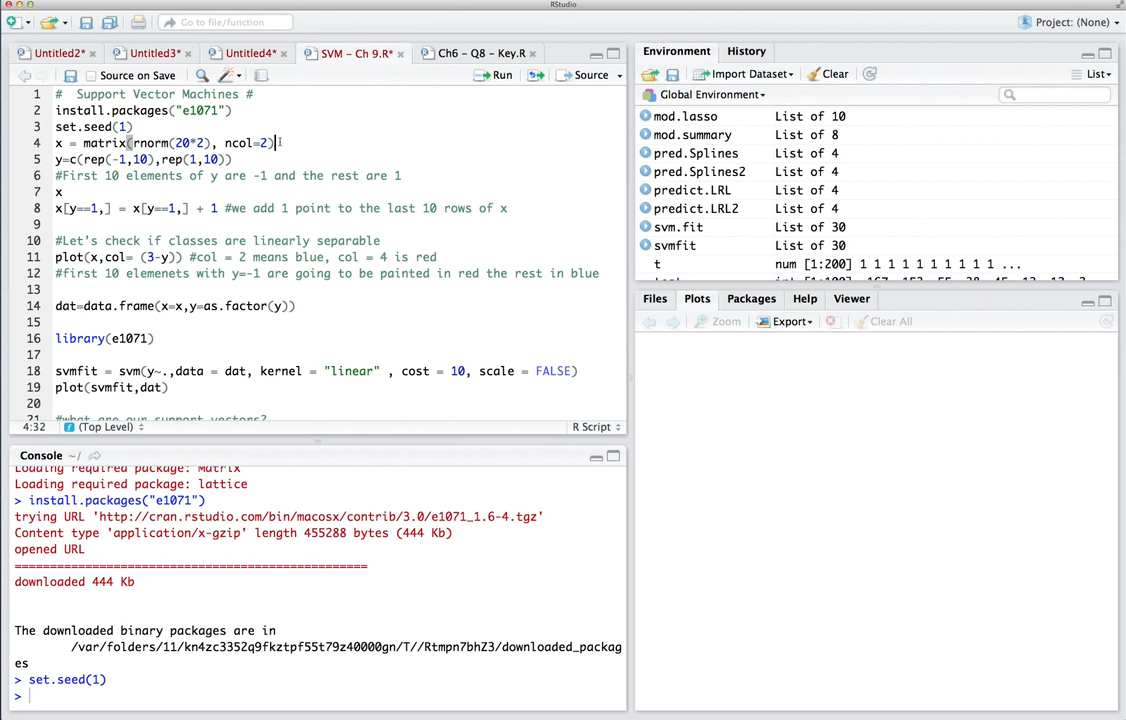 RStudio
Go to file/function
Project: (None)
Untitled2*
Untitled3*
Untitled4*
SVM - Ch 9.R*
Ch6 - Q8 - Key.R
Source on Save
Run
Source
1 # Support Vector Machines #
2 install.packages("e1071")
3 set.seed(1)
4 x = matrix(rnorm(20*2), ncol=2)
5 y=c(rep(-1,10),rep(1,10))
6 #First 10 elements of y are -1 and the rest are 1
7 x
8 x[y==1,] = x[y==1,] + 1 #we add 1 point to the last 10 rows of x
9
10 #Let's check if classes are linearly separable
11 plot(x,col= (3-y)) #col = 2 means blue, col = 4 is red
12 #first 10 elemenets with y=-1 are going to be painted in red the rest in blue
13
14 dat=data.frame(x=x,y=as.factor(y))
15
16 library(e1071)
17
18 svmfit = svm(y~.,data = dat, kernel = "linear" , cost = 10, scale = FALSE)
19 plot(svmfit,dat)
20
21 #what are our support vectors?
4:32
(Top Level)
R Script
Console ~/
Loading required package: Matrix
Loading required package: lattice
> install.packages("e1071")
trying URL 'http://cran.rstudio.com/bin/macosx/contrib/3.0/e1071_1.6-4.tgz'
Content type 'application/x-gzip' length 455288 bytes (444 Kb)
opened URL
==================================================
downloaded 444 Kb
The downloaded binary packages are in
/var/folders/11/kn4zc3352q9fkztpf55t79z40000gn/T//Rtmpn7bhZ3/downloaded_packag
es
> set.seed(1)
>
Environment
History
Import Dataset
Clear
List
Global Environment
mod.lasso List of 10
mod.summary List of 8
pred.Splines List of 4
pred.Splines2 List of 4
predict.LRL List of 4
predict.LRL2 List of 4
svm.fit List of 30
svmfit List of 30
t num [1:200] 1 1 1 1 1 1 1 1 1 1 ...
Files
Plots
Packages
Help
Viewer
Zoom
Export
Clear All